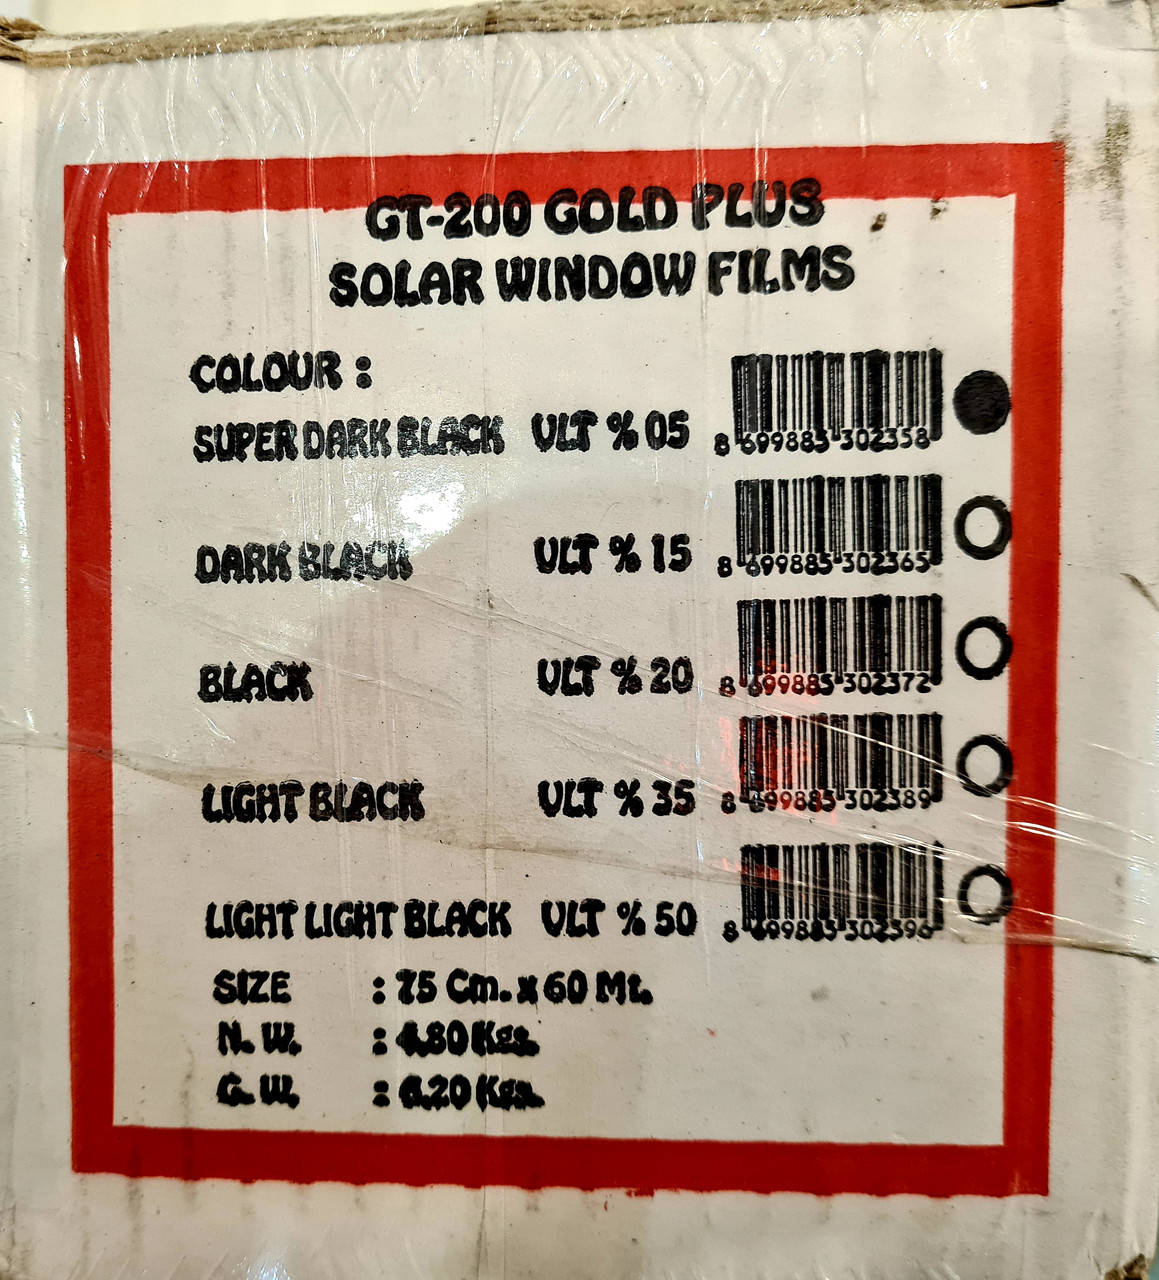 GT-200 GOLD PLUS
SOLAR WINDOW FILMS
COLOUR :
SUPER DARK BLACK VLT % 05 8 699885 302358
DARK BLACK VLT % 15 8 699885 302365
BLACK VLT % 20 8 699885 302372
LIGHT BLACK VLT % 35 8 699885 302389
LIGHT LIGHT BLACK VLT % 50 8 699885 302396
SIZE : 75 Cm. x 60 Mt.
N. W. : 4.80 Kgs.
G. W. : 6.20 Kgs.